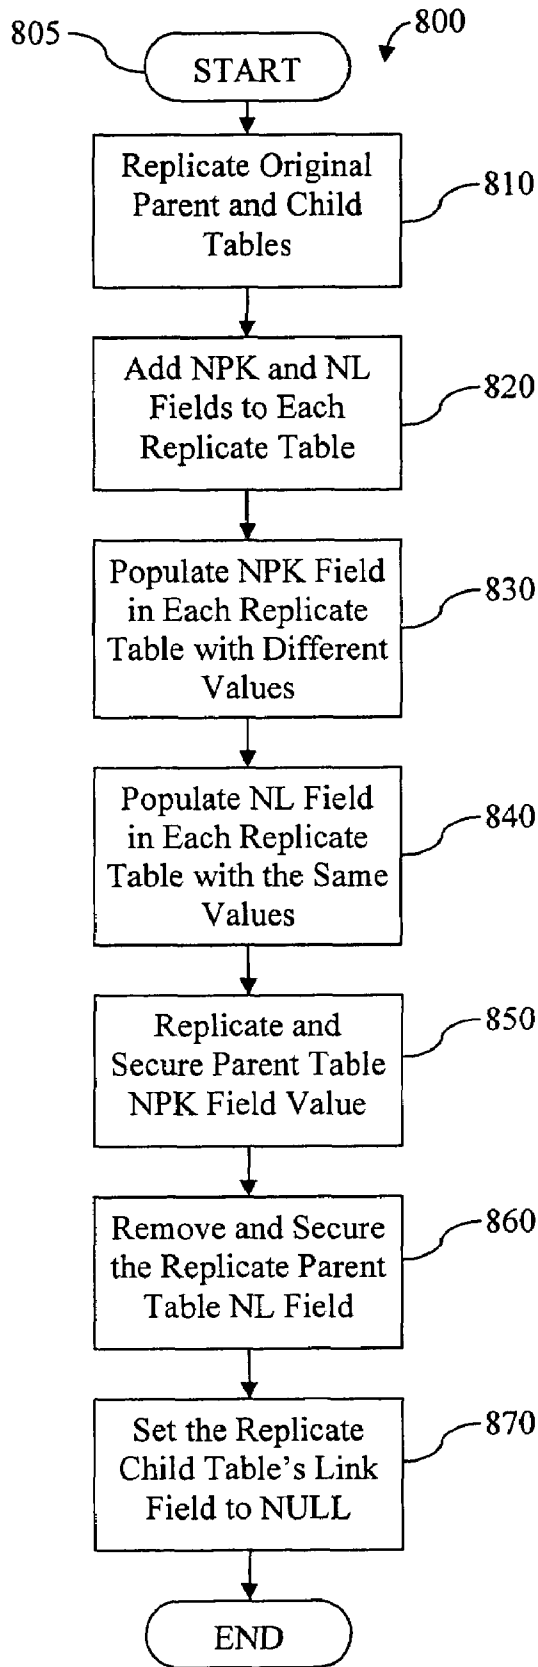 805
START
800
Replicate Original
Parent and Child
Tables
810
Add NPK and NL
Fields to Each
Replicate Table
820
Populate NPK Field
in Each Replicate
Table with Different
Values
830
Populate NL Field
in Each Replicate
Table with the Same
Values
840
Replicate and
Secure Parent Table
NPK Field Value
850
Remove and Secure
the Replicate Parent
Table NL Field
860
Set the Replicate
Child Table's Link
Field to NULL
870
END